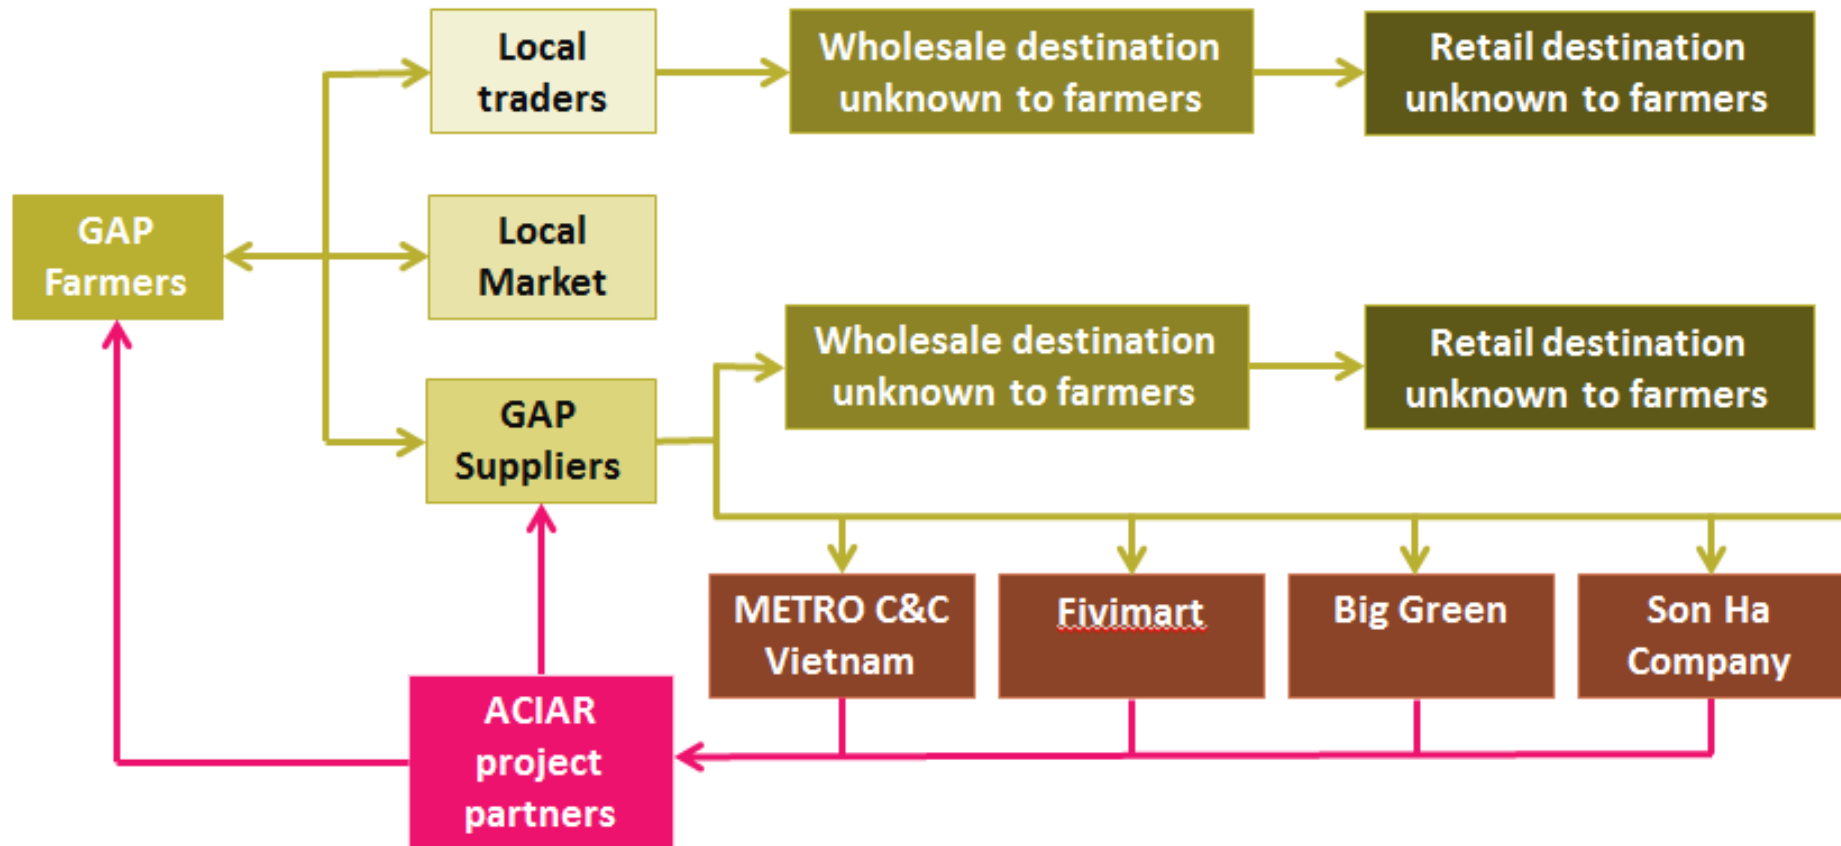 Local
traders
Wholesale destination
unknown to farmers
Retail destination
unknown to farmers
GAP
Farmers
Local
Market
Wholesale destination
unknown to farmers
Retail destination
unknown to farmers
GAP
Suppliers
METRO C&C
Vietnam
Fivimart
Big Green
Son Ha
Company
ACIAR
project
partners